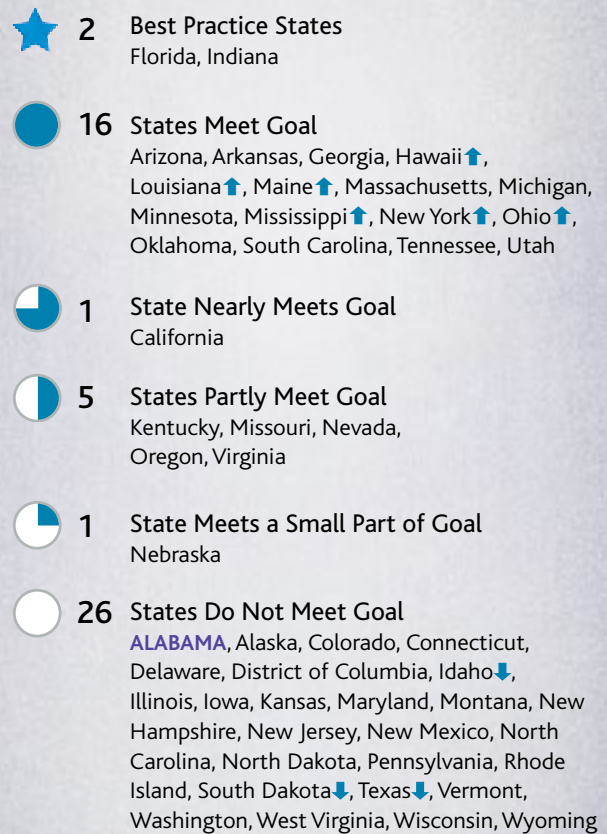 2 Best Practice States
Florida, Indiana
16 States Meet Goal
Arizona, Arkansas, Georgia, Hawaii⬆,
Louisiana⬆, Maine⬆, Massachusetts, Michigan,
Minnesota, Mississippi⬆, New York⬆, Ohio⬆,
Oklahoma, South Carolina, Tennessee, Utah
1 State Nearly Meets Goal
California
5 States Partly Meet Goal
Kentucky, Missouri, Nevada,
Oregon, Virginia
1 State Meets a Small Part of Goal
Nebraska
26 States Do Not Meet Goal
ALABAMA, Alaska, Colorado, Connecticut,
Delaware, District of Columbia, Idaho⬇,
Illinois, Iowa, Kansas, Maryland, Montana, New
Hampshire, New Jersey, New Mexico, North
Carolina, North Dakota, Pennsylvania, Rhode
Island, South Dakota⬇, Texas⬇, Vermont,
Washington, West Virginia, Wisconsin, Wyoming